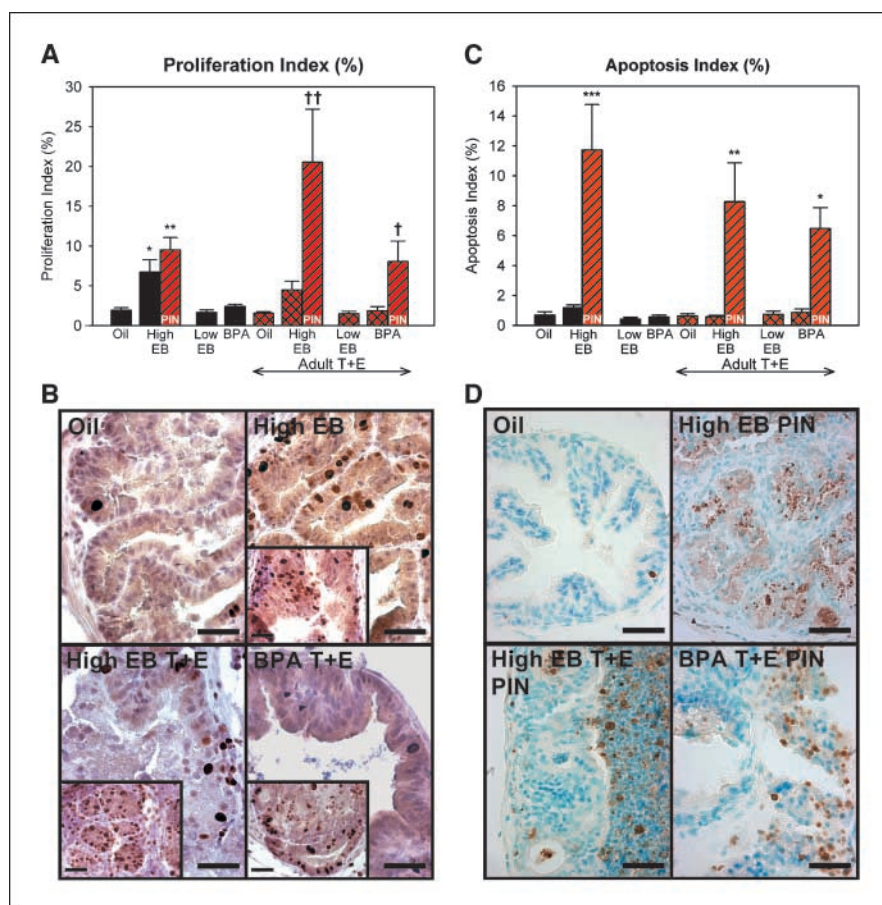 A
Proliferation Index (%)
Proliferation Index (%)
30
25
20
15
10
5
0
*
**
††
†
PIN
PIN
PIN
Oil
High
EB
Low
EB
BPA
Oil
High
EB
Low
EB
BPA
Adult T+E
C
Apoptosis Index (%)
Apoptosis Index (%)
16
14
12
10
8
6
4
2
0
***
**
*
PIN
PIN
PIN
Oil
High
EB
Low
EB
BPA
Oil
High
EB
Low
EB
BPA
Adult T+E
B
Oil
High EB
High EB T+E
BPA T+E
D
Oil
High EB PIN
High EB T+E
PIN
BPA T+E PIN